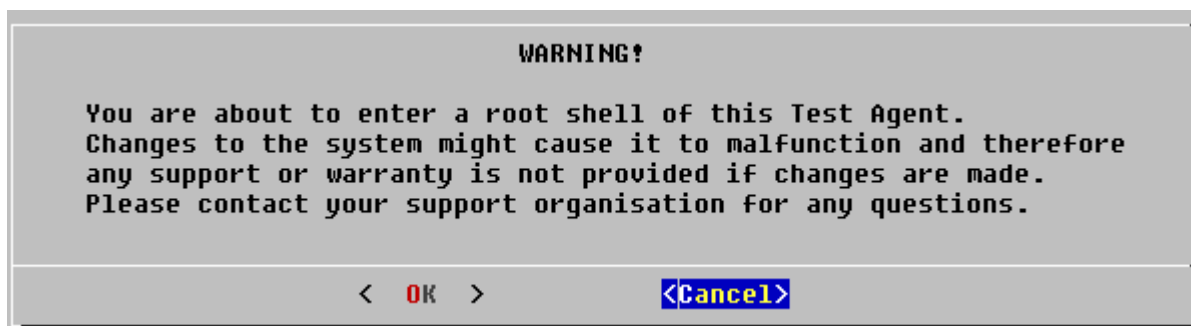 WARNING!
You are about to enter a root shell of this Test Agent.
Changes to the system might cause it to malfunction and therefore
any support or warranty is not provided if changes are made.
Please contact your support organisation for any questions.
< OK > <Cancel>